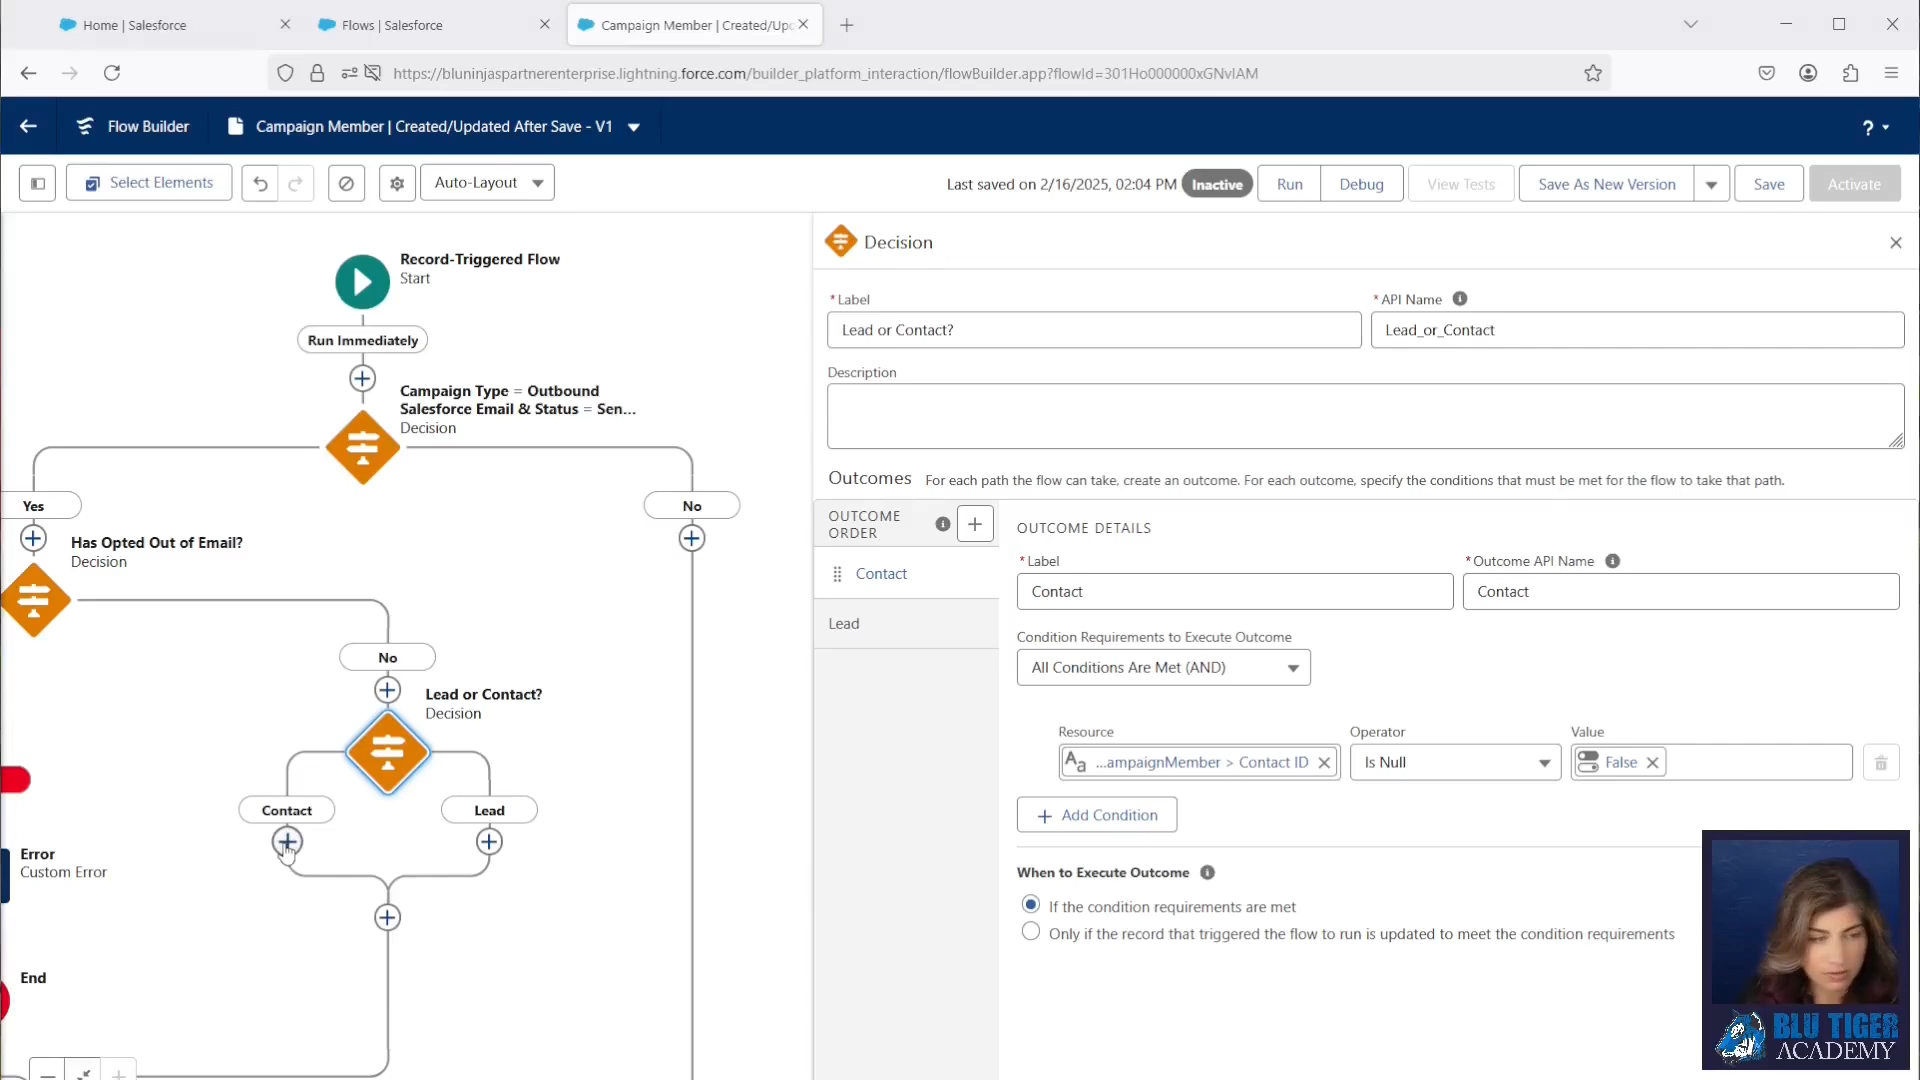 Home | Salesforce
Flows | Salesforce
Campaign Member | Created/Upd
https://bluninjaspartnerenterprise.lightning.force.com/builder_platform_interaction/flowBuilder.app?flowId=301Ho000000xGNvIAM
Flow Builder
Campaign Member | Created/Updated After Save - V1
?
Select Elements
Auto-Layout
Last saved on 2/16/2025, 02:04 PM
Inactive
Run
Debug
View Tests
Save As New Version
Save
Activate
Record-Triggered Flow
Start
Run Immediately
Campaign Type = Outbound
Salesforce Email & Status = Sen...
Decision
Yes
No
Has Opted Out of Email?
Decision
No
Lead or Contact?
Decision
Contact
Lead
Error
Custom Error
End
Decision
* Label
* API Name
Lead or Contact?
Lead_or_Contact
Description
Outcomes For each path the flow can take, create an outcome. For each outcome, specify the conditions that must be met for the flow to take that path.
OUTCOME
ORDER
Contact
Lead
OUTCOME DETAILS
* Label
* Outcome API Name
Contact
Contact
Condition Requirements to Execute Outcome
All Conditions Are Met (AND)
Resource
Operator
Value
Aa ...ampaignMember > Contact ID
Is Null
False
Add Condition
When to Execute Outcome
If the condition requirements are met
Only if the record that triggered the flow to run is updated to meet the condition requirements
BLU TIGER
ACADEMY